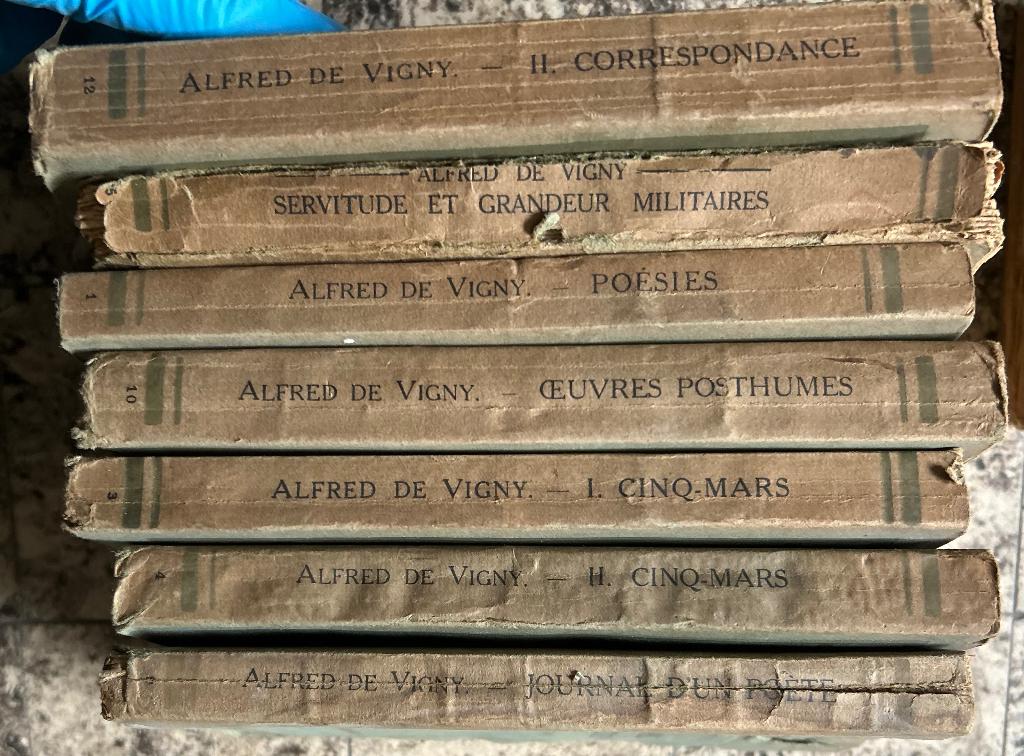 12 ALFRED DE VIGNY. — II. CORRESPONDANCE
5 ALFRED DE VIGNY
SERVITUDE ET GRANDEUR MILITAIRES
1 ALFRED DE VIGNY. — POÉSIES
10 ALFRED DE VIGNY. — ŒUVRES POSTHUMES
3 ALFRED DE VIGNY. — I. CINQ-MARS
4 ALFRED DE VIGNY. — II. CINQ-MARS
ALFRED DE VIGNY. — JOURNAL D'UN POÈTE